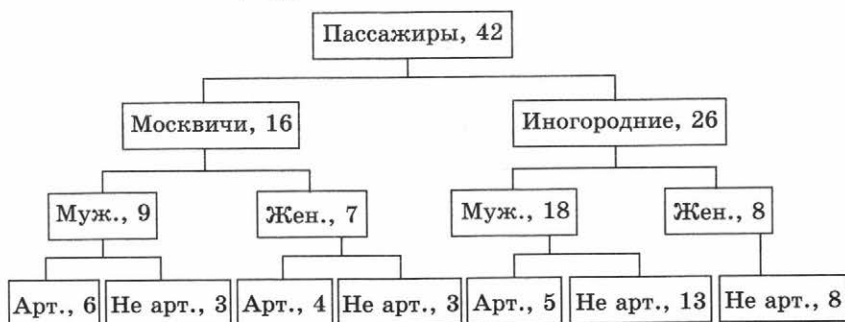 Пассажиры, 42
Москвичи, 16
Иногородние, 26
Муж., 9
Жен., 7
Муж., 18
Жен., 8
Арт., 6
Не арт., 3
Арт., 4
Не арт., 3
Арт., 5
Не арт., 13
Не арт., 8